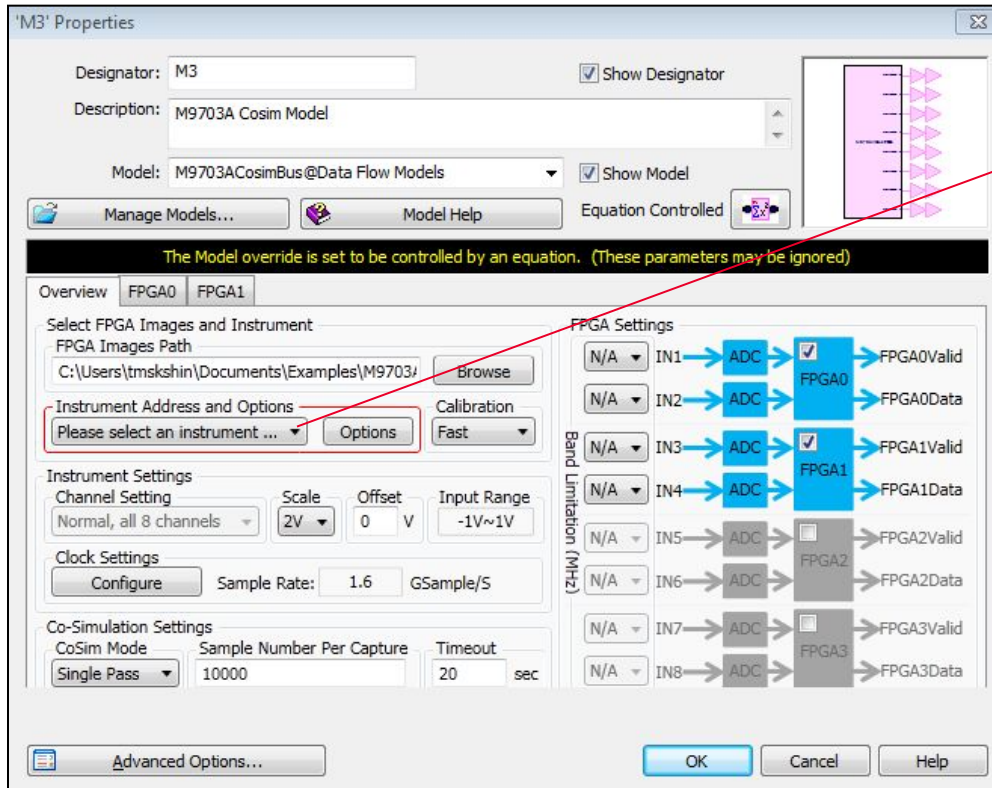 'M3' Properties
Designator: M3
Show Designator
Description: M9703A Cosim Model
Model: M9703ACosimBus@Data Flow Models
Show Model
Manage Models...
Model Help
Equation Controlled
Σx²
The Model override is set to be controlled by an equation. (These parameters may be ignored)
Overview FPGA0 FPGA1
Select FPGA Images and Instrument
FPGA Images Path
C:\Users\tmskshin\Documents\Examples\M9703A
Browse
Instrument Address and Options
Please select an instrument ...
Options
Calibration
Fast
Instrument Settings
Channel Setting
Normal, all 8 channels
Scale
2V
Offset
0 V
Input Range
-1V~1V
Clock Settings
Configure
Sample Rate: 1.6 GSample/S
Co-Simulation Settings
CoSim Mode
Single Pass
Sample Number Per Capture
10000
Timeout
20 sec
FPGA Settings
Band Limitation (MHz)
N/A IN1 ADC FPGA0 FPGA0Valid
N/A IN2 ADC FPGA0Data
N/A IN3 ADC FPGA1 FPGA1Valid
N/A IN4 ADC FPGA1Data
N/A IN5 ADC FPGA2 FPGA2Valid
N/A IN6 ADC FPGA2Data
N/A IN7 ADC FPGA3 FPGA3Valid
N/A IN8 ADC FPGA3Data
Advanced Options...
OK
Cancel
Help